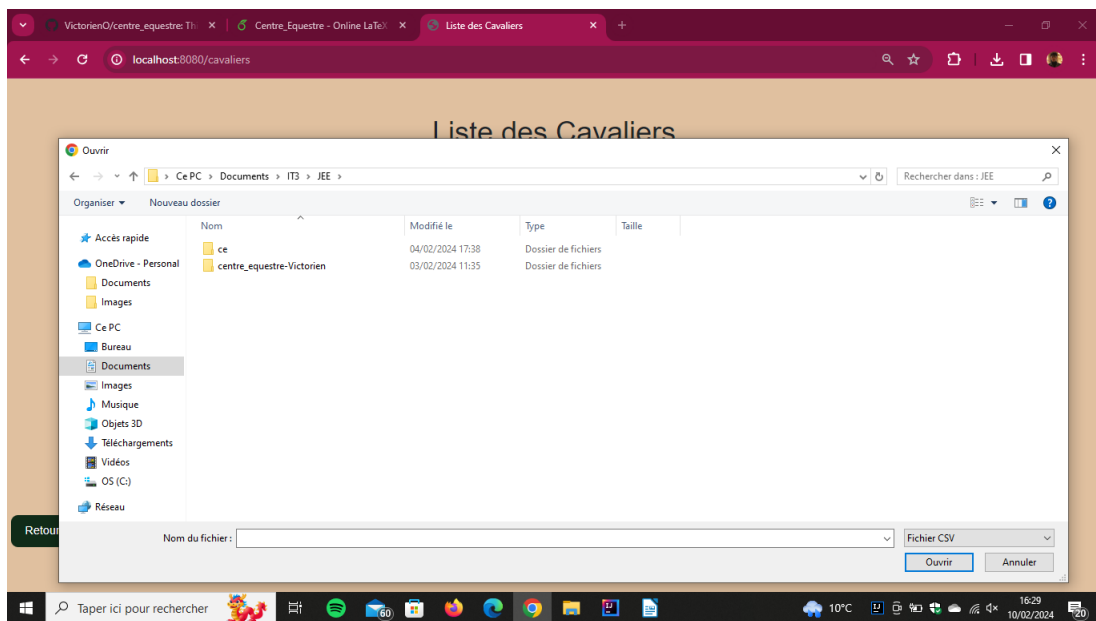 VictorienO/centre_equestre: Th
Centre_Equestre - Online LaTeX
Liste des Cavaliers
localhost:8080/cavaliers
Liste des Cavaliers
Ouvrir
Ce PC > Documents > IT3 > JEE >
Rechercher dans : JEE
Organiser
Nouveau dossier
Nom Modifié le Type Taille
ce 04/02/2024 17:38 Dossier de fichiers
centre_equestre-Victorien 03/02/2024 11:35 Dossier de fichiers
Accès rapide
OneDrive - Personal
Documents
Images
Ce PC
Bureau
Documents
Images
Musique
Objets 3D
Téléchargements
Vidéos
OS (C:)
Réseau
Retour
Nom du fichier :
Fichier CSV
Ouvrir
Annuler
Taper ici pour rechercher
60
10°C
16:29
10/02/2024
20